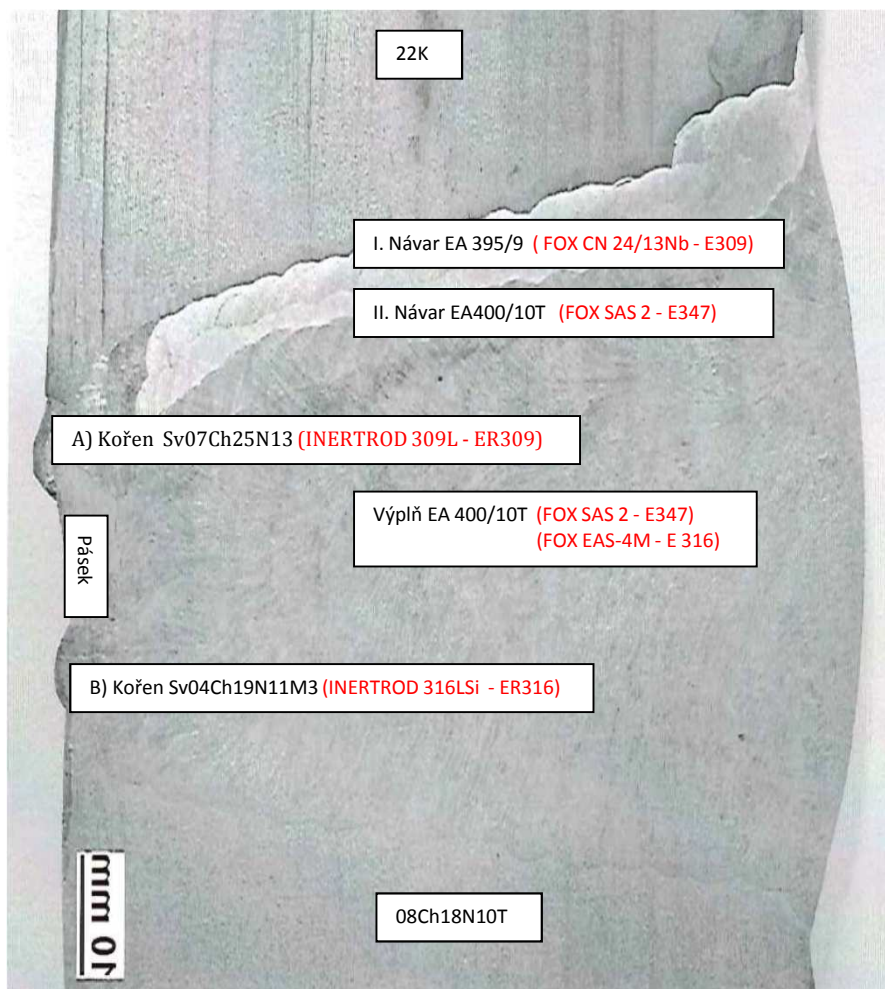 22K
I. Návar EA 395/9 ( FOX CN 24/13Nb - E309)
II. Návar EA400/10T (FOX SAS 2 - E347)
A) Kořen Sv07Ch25N13 (INERTROD 309L - ER309)
Výplň EA 400/10T (FOX SAS 2 - E347)
(FOX EAS-4M - E 316)
Pásek
B) Kořen Sv04Ch19N11M3 (INERTROD 316LSi - ER316)
10 mm
08Ch18N10T